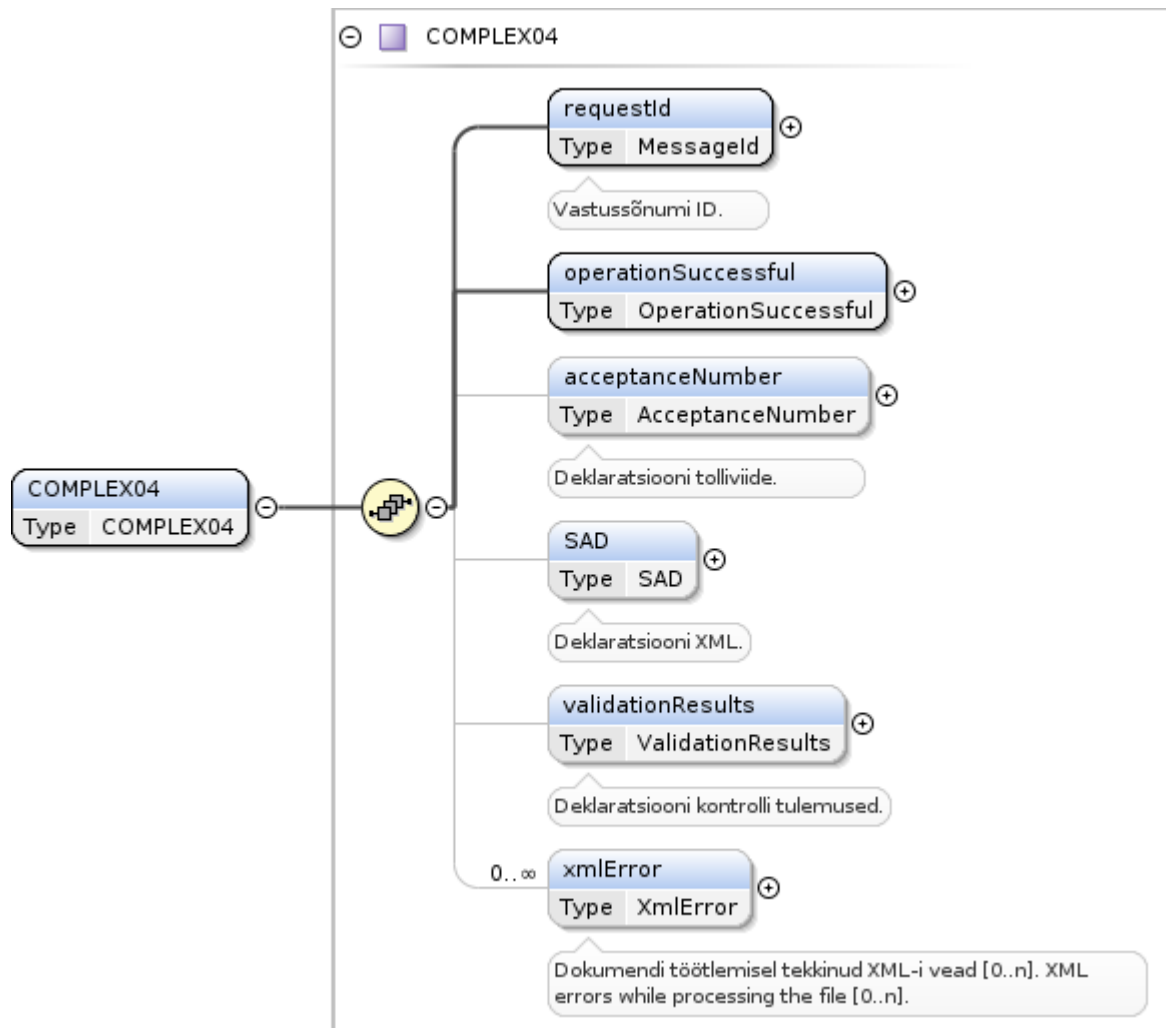 COMPLEX04
requestId
Type MessageId
Vastussõnumi ID.
operationSuccessful
Type OperationSuccessful
acceptanceNumber
Type AcceptanceNumber
Deklaratsiooni tolliviide.
COMPLEX04
Type COMPLEX04
SAD
Type SAD
Deklaratsiooni XML.
validationResults
Type ValidationResults
Deklaratsiooni kontrolli tulemused.
0..∞ xmlError
Type XmlError
Dokumendi töötlemisel tekkinud XML-i vead [0..n]. XML
errors while processing the file [0..n].